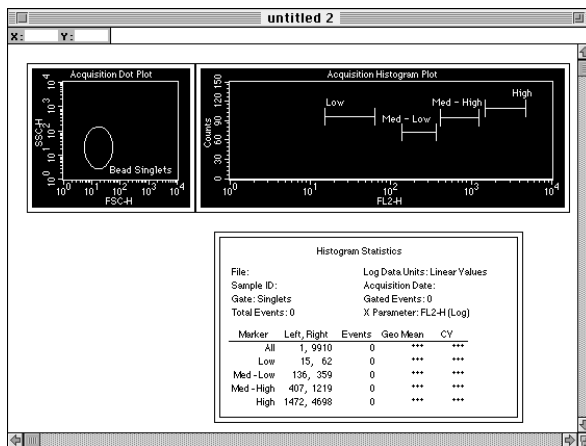 untitled 2
X: Y:
Acquisition Dot Plot
SSC-H
10^4
10^3
10^2
10^1
10^0
Bead Singlets
10^0 10^1 10^2 10^3 10^4
FSC-H
Acquisition Histogram Plot
Counts
150
120
90
60
30
0
Low
Med - Low
Med - High
High
10^0 10^1 10^2 10^3 10^4
FL2-H
Histogram Statistics
File: Log Data Units: Linear Values
Sample ID: Acquisition Date:
Gate: Singlets Gated Events: 0
Total Events: 0 X Parameter: FL2-H (Log)
Marker Left, Right Events Geo Mean CV
All 1, 9910 0 *** ***
Low 15, 62 0 *** ***
Med -Low 136, 359 0 *** ***
Med -High 407, 1219 0 *** ***
High 1472, 4698 0 *** ***